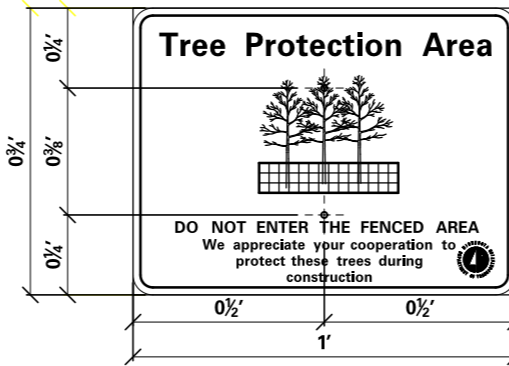 Tree Protection Area
DO NOT ENTER THE FENCED AREA
We appreciate your cooperation to
protect these trees during
construction
0¼'
0⅜'
0¼'
0¾'
0½'
0½'
1'